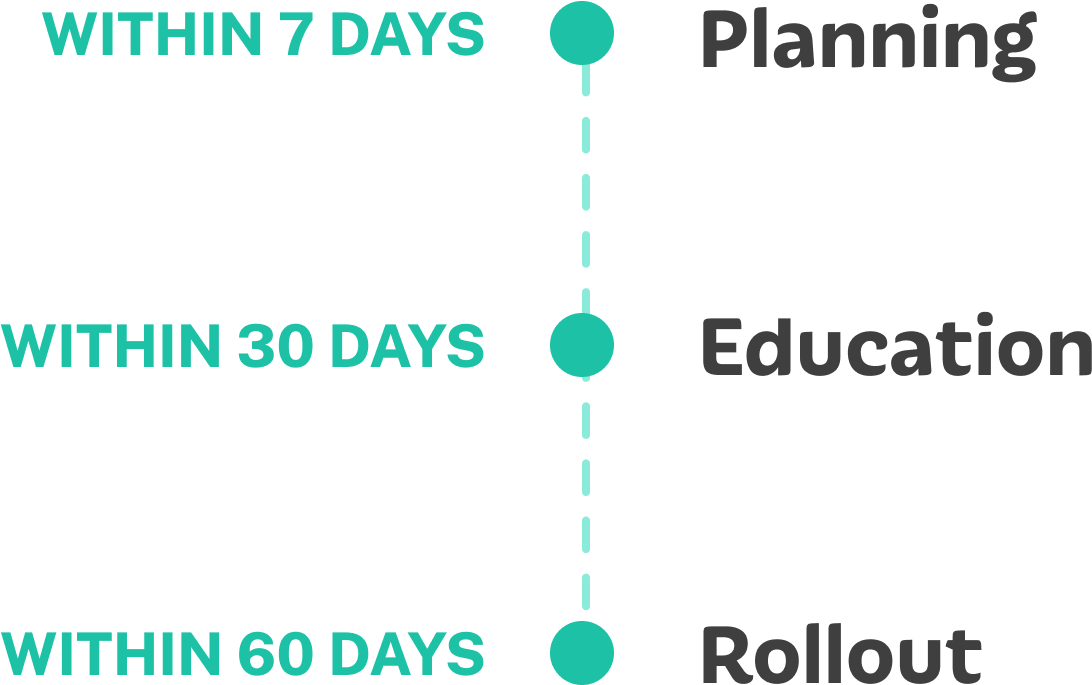 WITHIN 7 DAYS
Planning
WITHIN 30 DAYS
Education
WITHIN 60 DAYS
Rollout